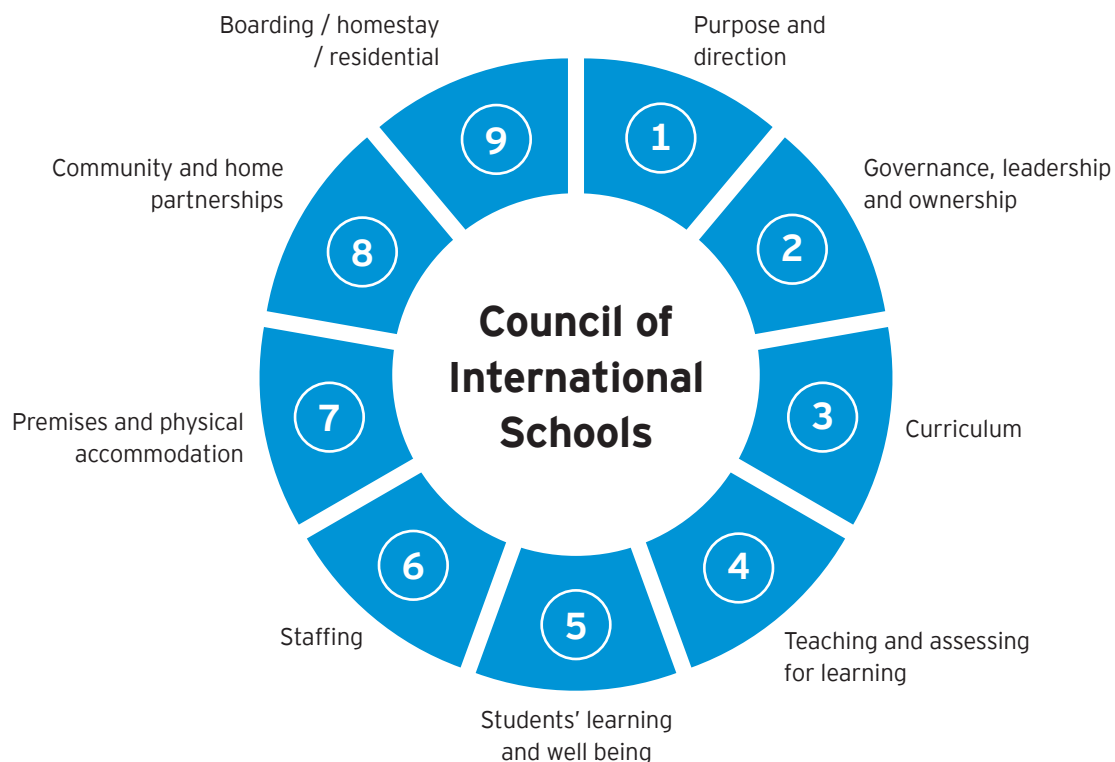 Boarding / homestay
/ residential
Purpose and
direction
9
1
Community and home
partnerships
Governance, leadership
and ownership
8
2
Council of
International
Schools
Premises and physical
accommodation
7
3
Curriculum
6
4
Staffing
5
Teaching and assessing
for learning
Students’ learning
and well being